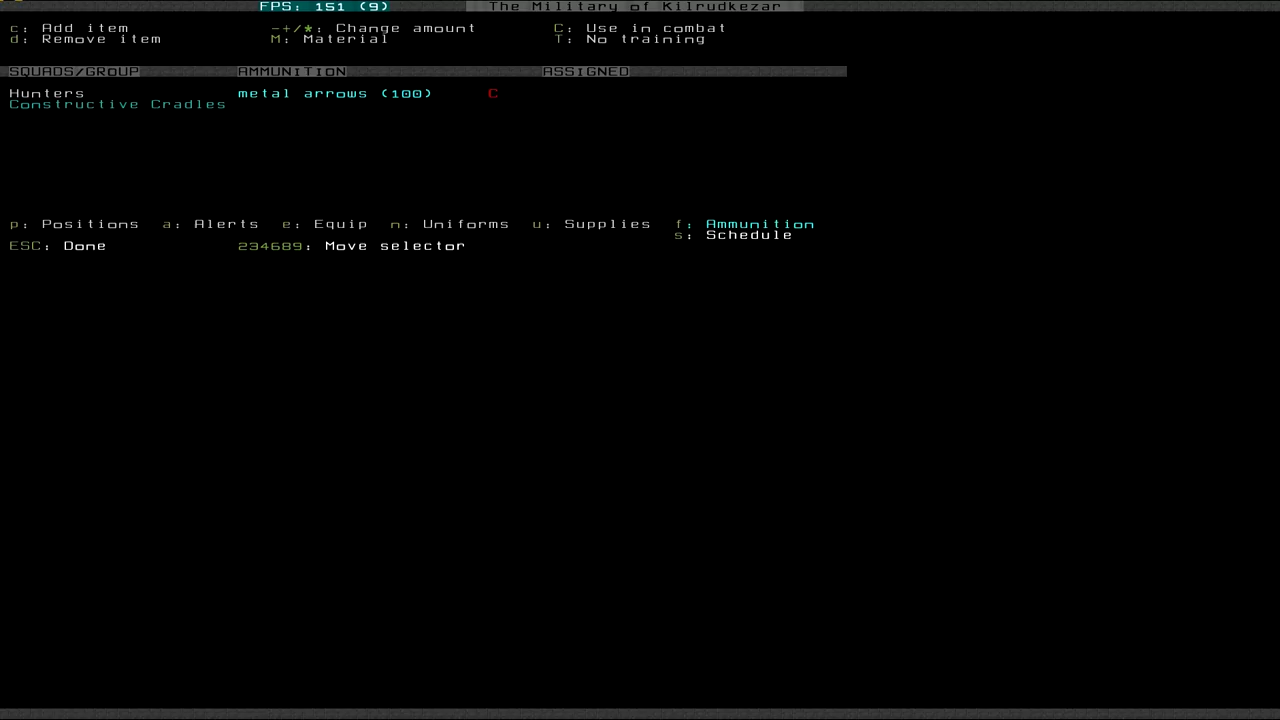 FPS: 151 (9) The Military of Kilrudkezar
c: Add item -+/*: Change amount C: Use in combat
d: Remove item M: Material T: No training
SQUADS/GROUP AMMUNITION ASSIGNED
Hunters metal arrows (100) C
Constructive Cradles
p: Positions a: Alerts e: Equip n: Uniforms u: Supplies f: Ammunition
s: Schedule
ESC: Done 234689: Move selector